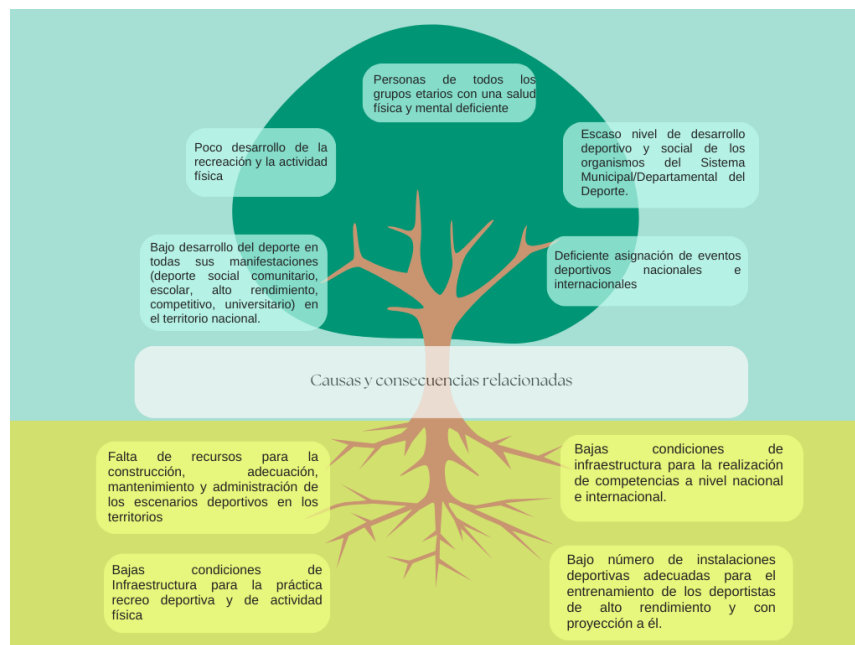 Personas de todos los
grupos etarios con una salud
física y mental deficiente
Poco desarrollo de la
recreación y la actividad
física
Escaso nivel de desarrollo
deportivo y social de los
organismos del Sistema
Municipal/Departamental del
Deporte.
Bajo desarrollo del deporte en
todas sus manifestaciones
(deporte social comunitario,
escolar, alto rendimiento,
competitivo, universitario) en
el territorio nacional.
Deficiente asignación de eventos
deportivos nacionales e
internacionales
Causas y consecuencias relacionadas
Falta de recursos para la
construcción, adecuación,
mantenimiento y administración de
los escenarios deportivos en los
territorios
Bajas condiciones de
infraestructura para la realización
de competencias a nivel nacional
e internacional.
Bajas condiciones de
Infraestructura para la práctica
recreo deportiva y de actividad
física
Bajo número de instalaciones
deportivas adecuadas para el
entrenamiento de los deportistas
de alto rendimiento y con
proyección a él.